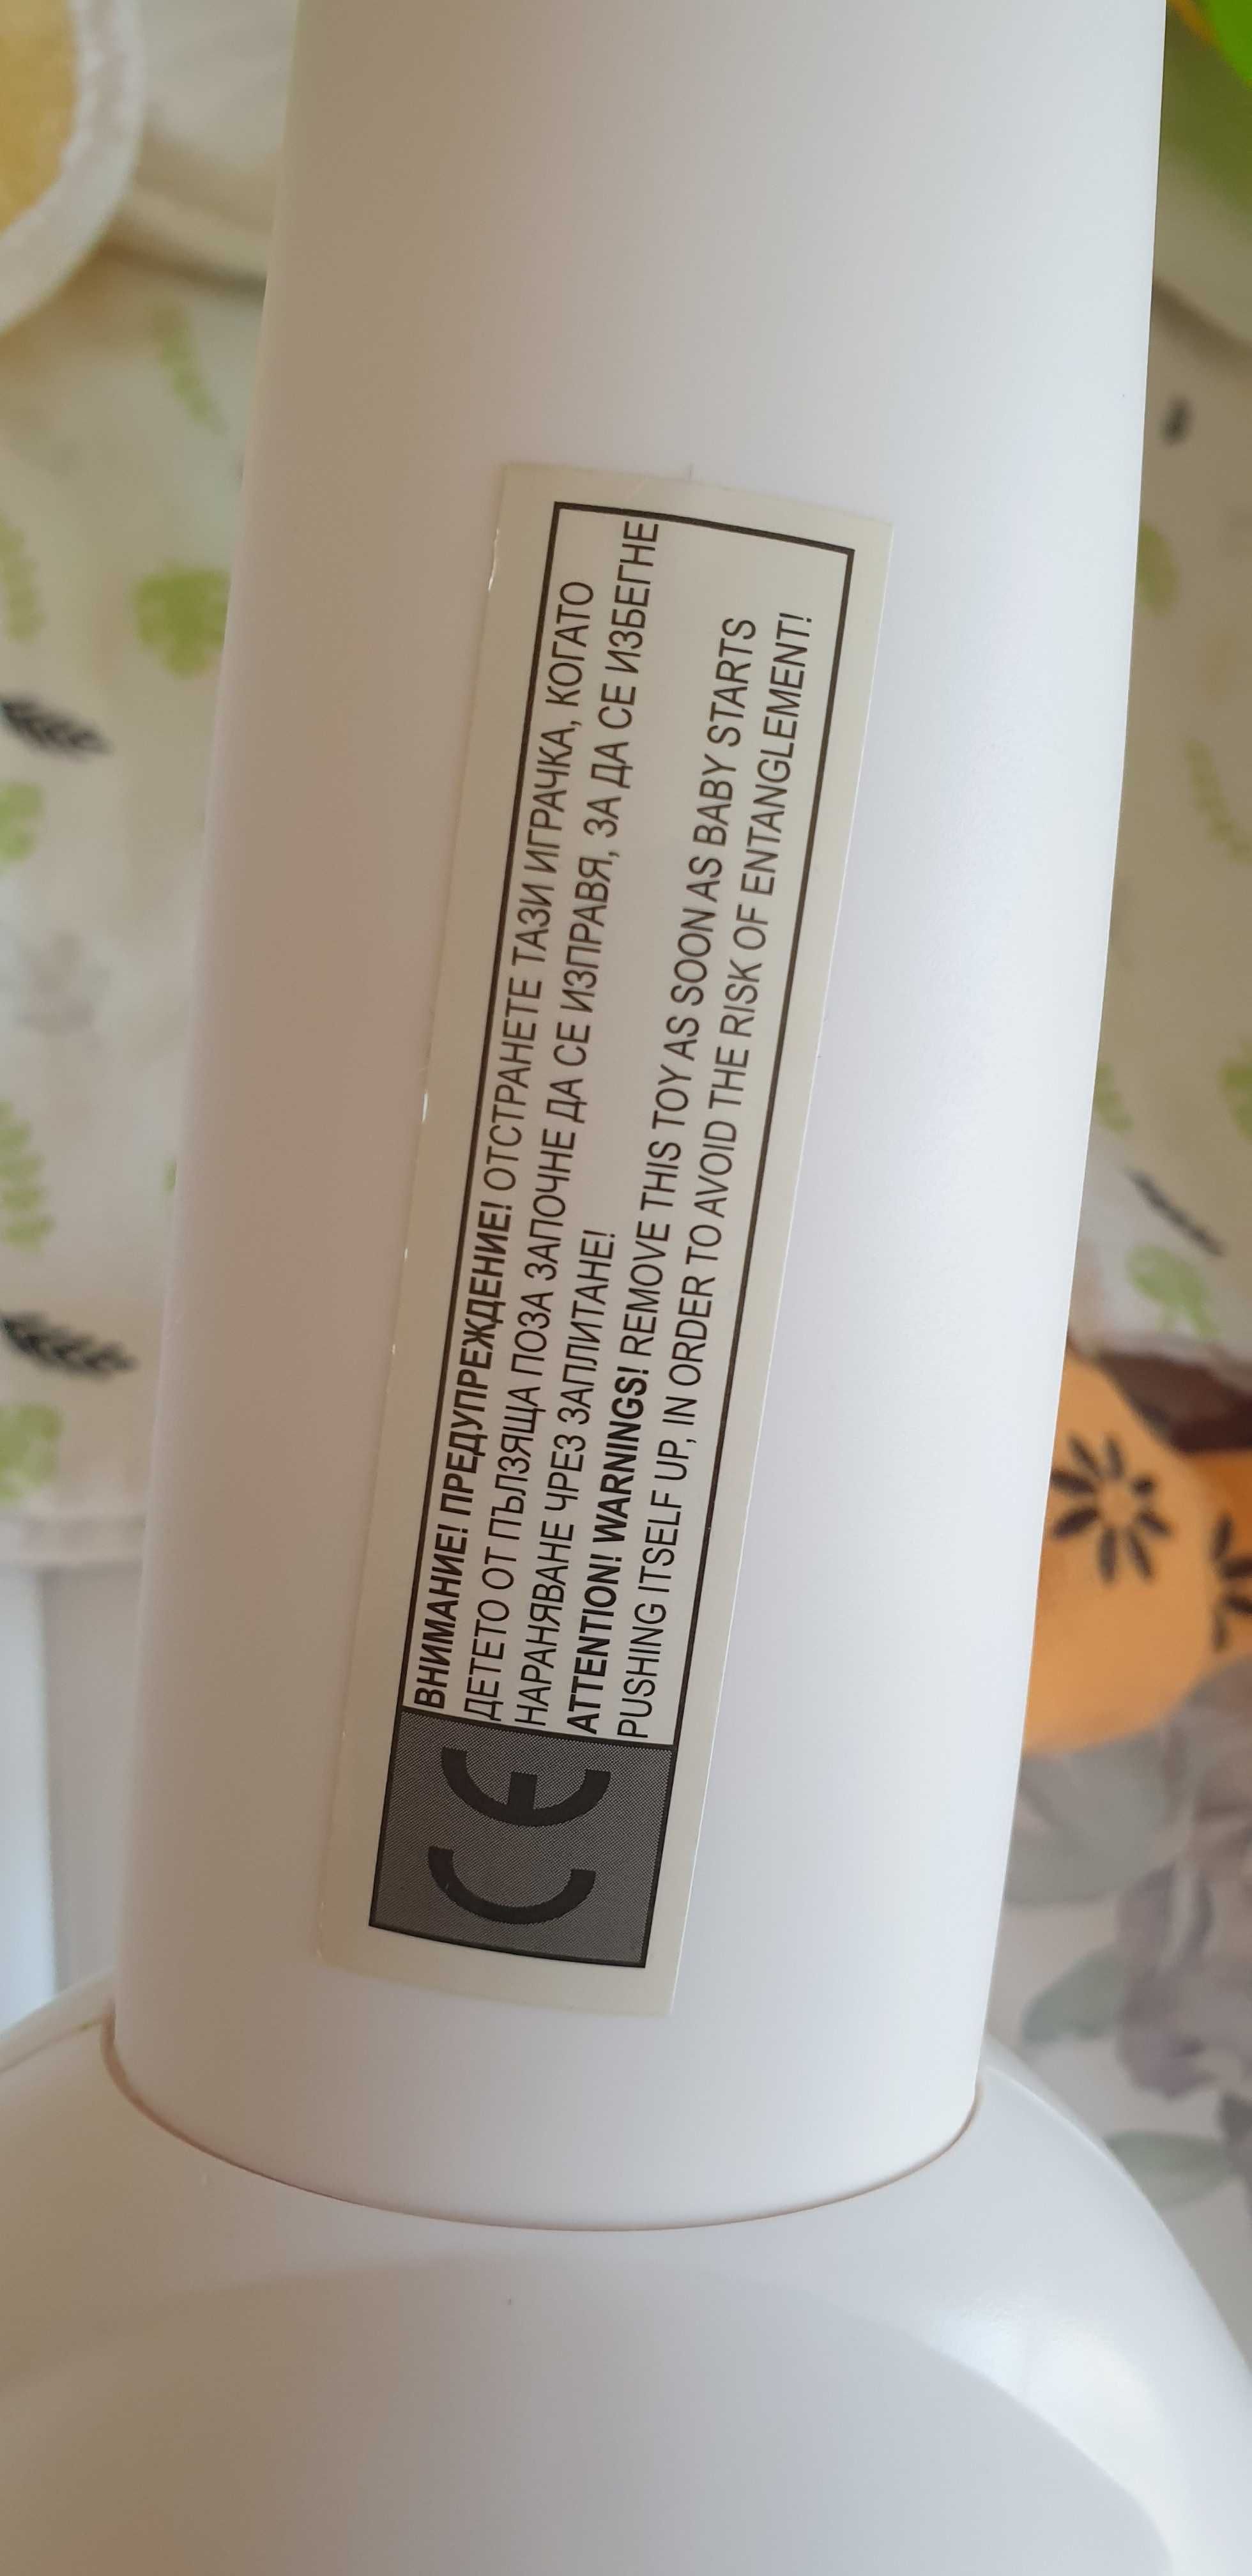 CE
ВНИМАНИЕ! ПРЕДУПРЕЖДЕНИЕ! ОТСТРАНЕТЕ ТАЗИ ИГРАЧКА, КОГАТО
ДЕТЕТО ОТ ПЪЛЗЯЩА ПОЗА ЗАПОЧНЕ ДА СЕ ИЗПРАВЯ, ЗА ДА СЕ ИЗБЕГНЕ
НАРАНЯВАНЕ ЧРЕЗ ЗАПЛИТАНЕ!
ATTENTION! WARNINGS! REMOVE THIS TOY AS SOON AS BABY STARTS
PUSHING ITSELF UP, IN ORDER TO AVOID THE RISK OF ENTANGLEMENT!